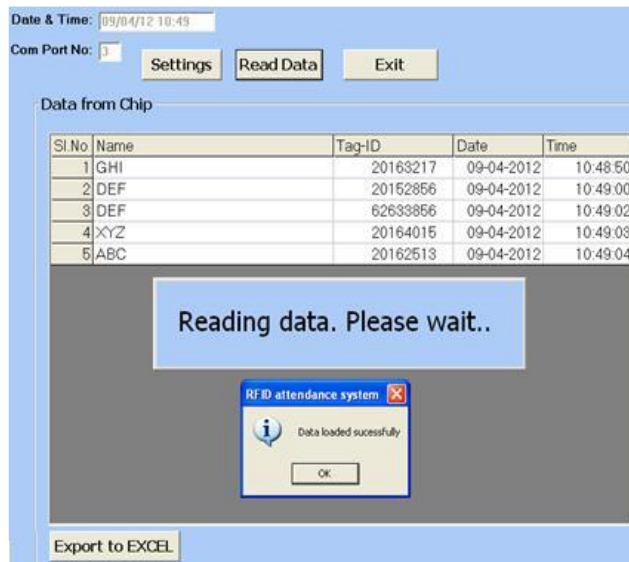 Date & Time: 09/04/12 10:49
Com Port No: 3
Settings Read Data Exit
Data from Chip
Sl.No Name Tag-ID Date Time
1 GHI 20163217 09-04-2012 10:48:50
2 DEF 20152856 09-04-2012 10:49:00
3 DEF 62633856 09-04-2012 10:49:02
4 XYZ 20164015 09-04-2012 10:49:03
5 ABC 20162513 09-04-2012 10:49:04
Reading data. Please wait..
RFID attendance system
Data loaded sucessfully
OK
Export to EXCEL